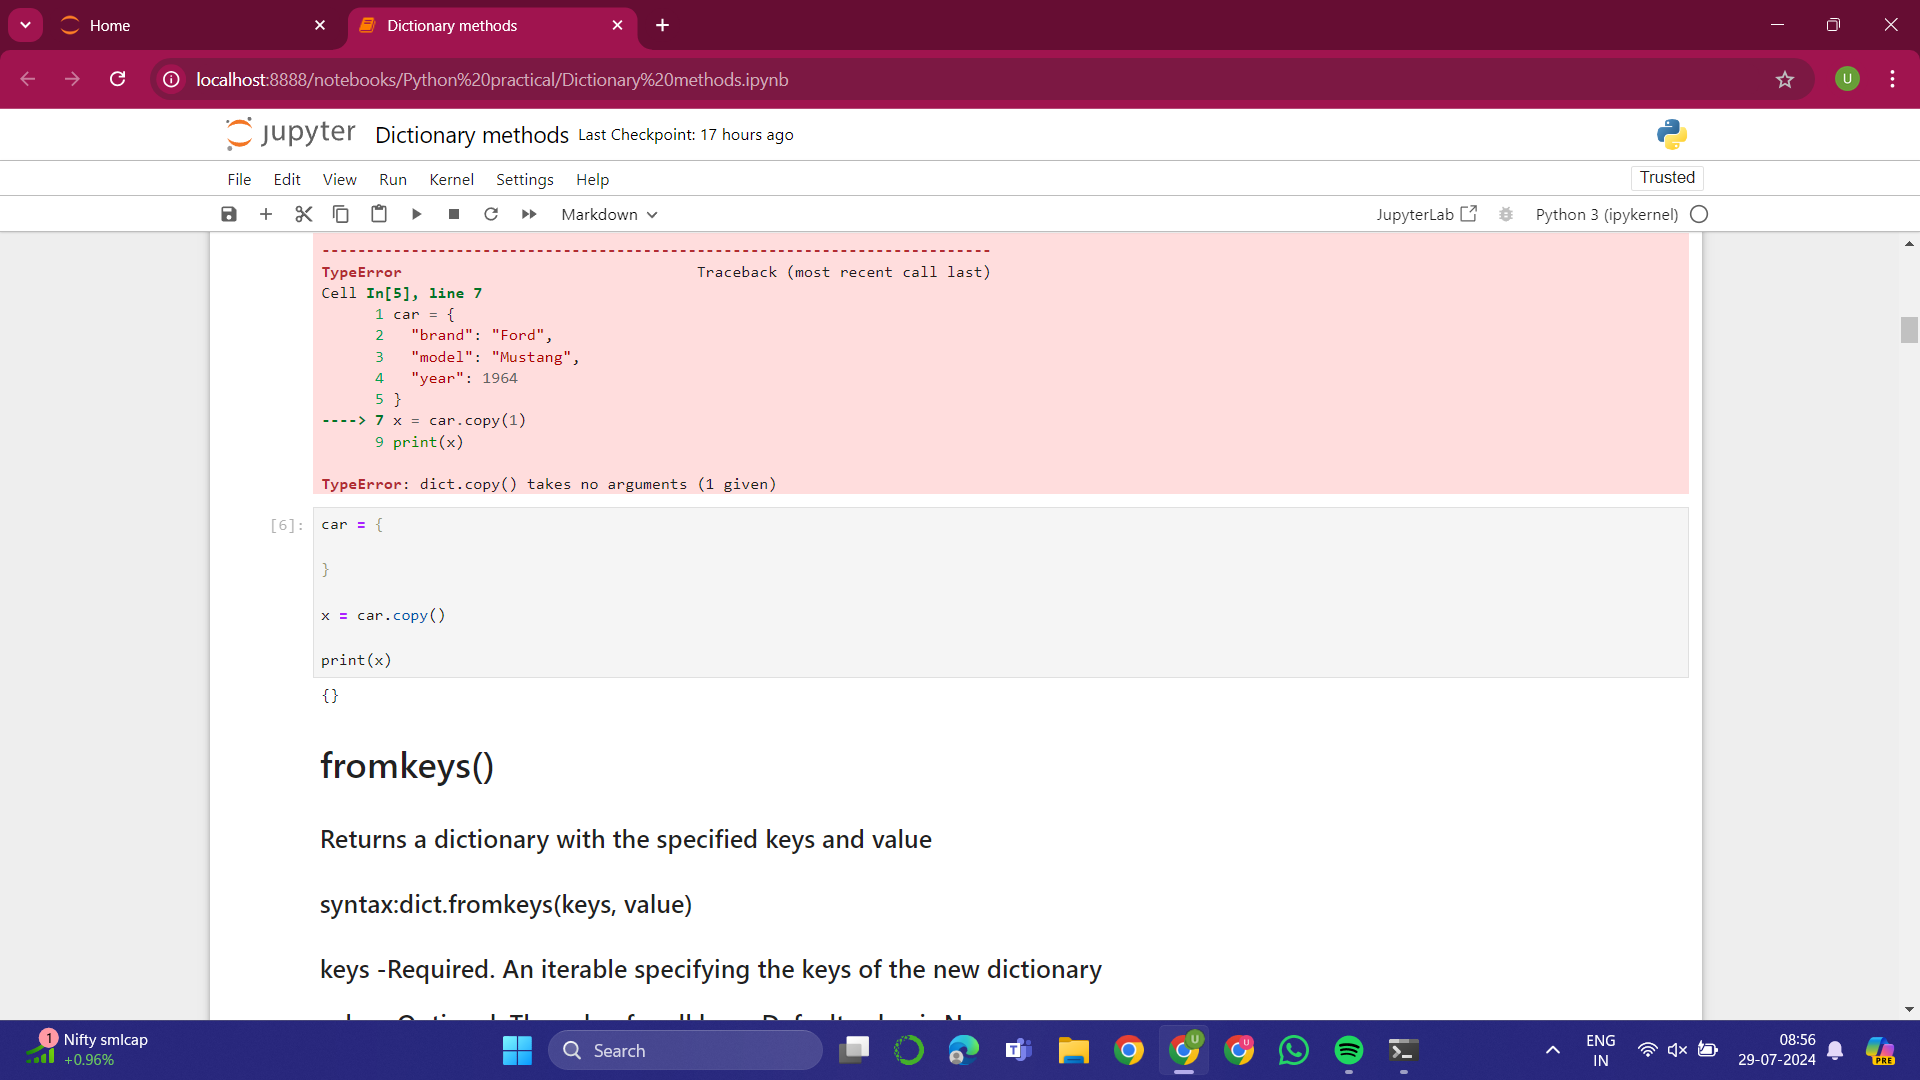 Home
Dictionary methods
localhost:8888/notebooks/Python%20practical/Dictionary%20methods.ipynb
U
jupyter Dictionary methods Last Checkpoint: 17 hours ago
File Edit View Run Kernel Settings Help
Trusted
Markdown
JupyterLab
Python 3 (ipykernel)
---------------------------------------------------------------------------
TypeError                                 Traceback (most recent call last)
Cell In[5], line 7
      1 car = {
      2   "brand": "Ford",
      3   "model": "Mustang",
      4   "year": 1964
      5 }
----> 7 x = car.copy(1)
      9 print(x)
TypeError: dict.copy() takes no arguments (1 given)
[6]: car = {
}
x = car.copy()
print(x)
{}
fromkeys()
Returns a dictionary with the specified keys and value
syntax:dict.fromkeys(keys, value)
keys -Required. An iterable specifying the keys of the new dictionary
1
Nifty smlcap
+0.96%
Search
U
U
ENG
IN
08:56
29-07-2024
PRE